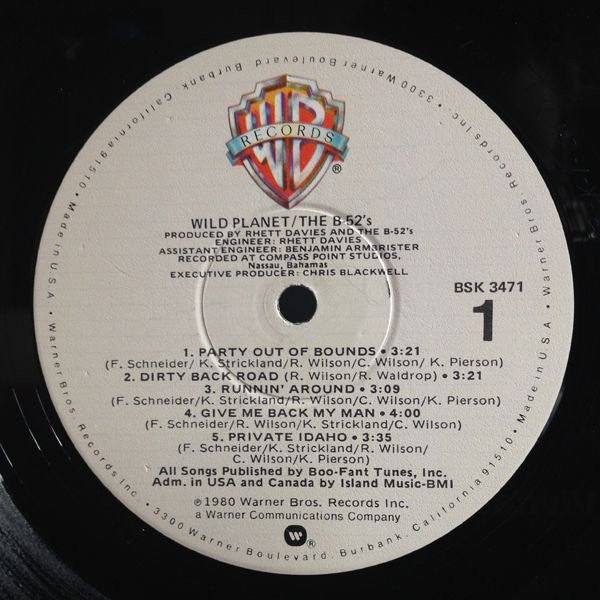 WB
RECORDS
®
WILD PLANET/THE B-52's
PRODUCED BY RHETT DAVIES AND THE B-52's
ENGINEER: RHETT DAVIES
ASSISTANT ENGINEER: BENJAMIN ARMBRISTER
RECORDED AT COMPASS POINT STUDIOS,
Nassau, Bahamas
EXECUTIVE PRODUCER: CHRIS BLACKWELL
BSK 3471
1
1. PARTY OUT OF BOUNDS • 3:21
(F. Schneider/ K. Strickland/R. Wilson/C. Wilson/ K. Pierson)
2. DIRTY BACK ROAD (R. Wilson/R. Waldrop) • 3:21
3. RUNNIN' AROUND • 3:09
(F. Schneider/K. Strickland/R. Wilson/C. Wilson/K. Pierson)
4. GIVE ME BACK MY MAN • 4:00
(F. Schneider/R. Wilson/K. Strickland/C. Wilson)
5. PRIVATE IDAHO • 3:35
(F. Schneider/K. Strickland/R. Wilson/
C. Wilson/K. Pierson)
All Songs Published by Boo-Fant Tunes, Inc.
Adm. in USA and Canada by Island Music-BMI
℗1980 Warner Bros. Records Inc.
a Warner Communications Company
W ®
Warner Bros. Records Inc. • 3300 Warner Boulevard, Burbank, California 91510 • Made in U.S.A. • Warner Bros. Records Inc. • 3300 Warner Boulevard, Burbank, California 91510 • Made in U.S.A. •